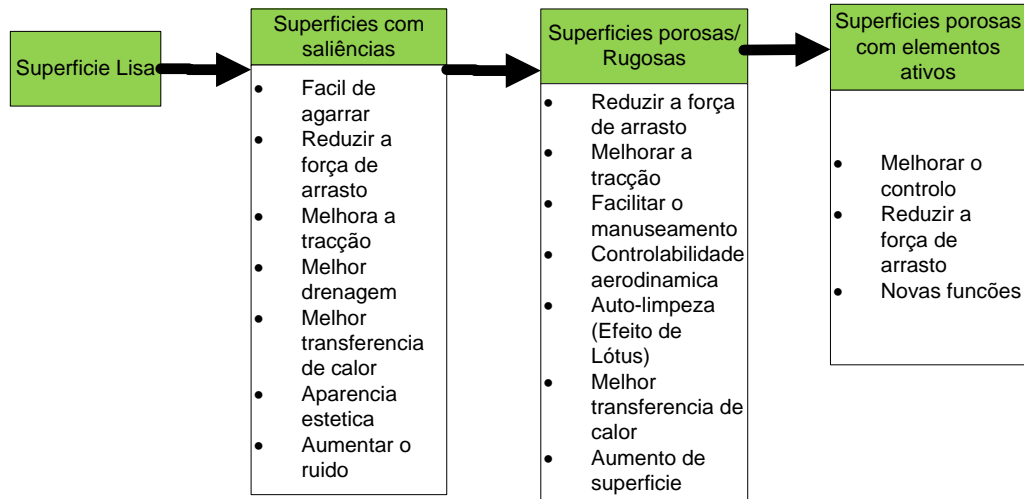 Superficie Lisa
Superficies com
saliências
• Facil de
agarrar
• Reduzir a
força de
arrasto
• Melhora a
tracção
• Melhor
drenagem
• Melhor
transferencia
de calor
• Aparencia
estetica
• Aumentar o
ruido
Superficies porosas/
Rugosas
• Reduzir a força
de arrasto
• Melhorar a
tracção
• Facilitar o
manuseamento
• Controlabilidade
aerodinamica
• Auto-limpeza
(Efeito de
Lótus)
• Melhor
transferencia de
calor
• Aumento de
superficie
Superficies porosas
com elementos
ativos
• Melhorar o
controlo
• Reduzir a
força de
arrasto
• Novas funcões